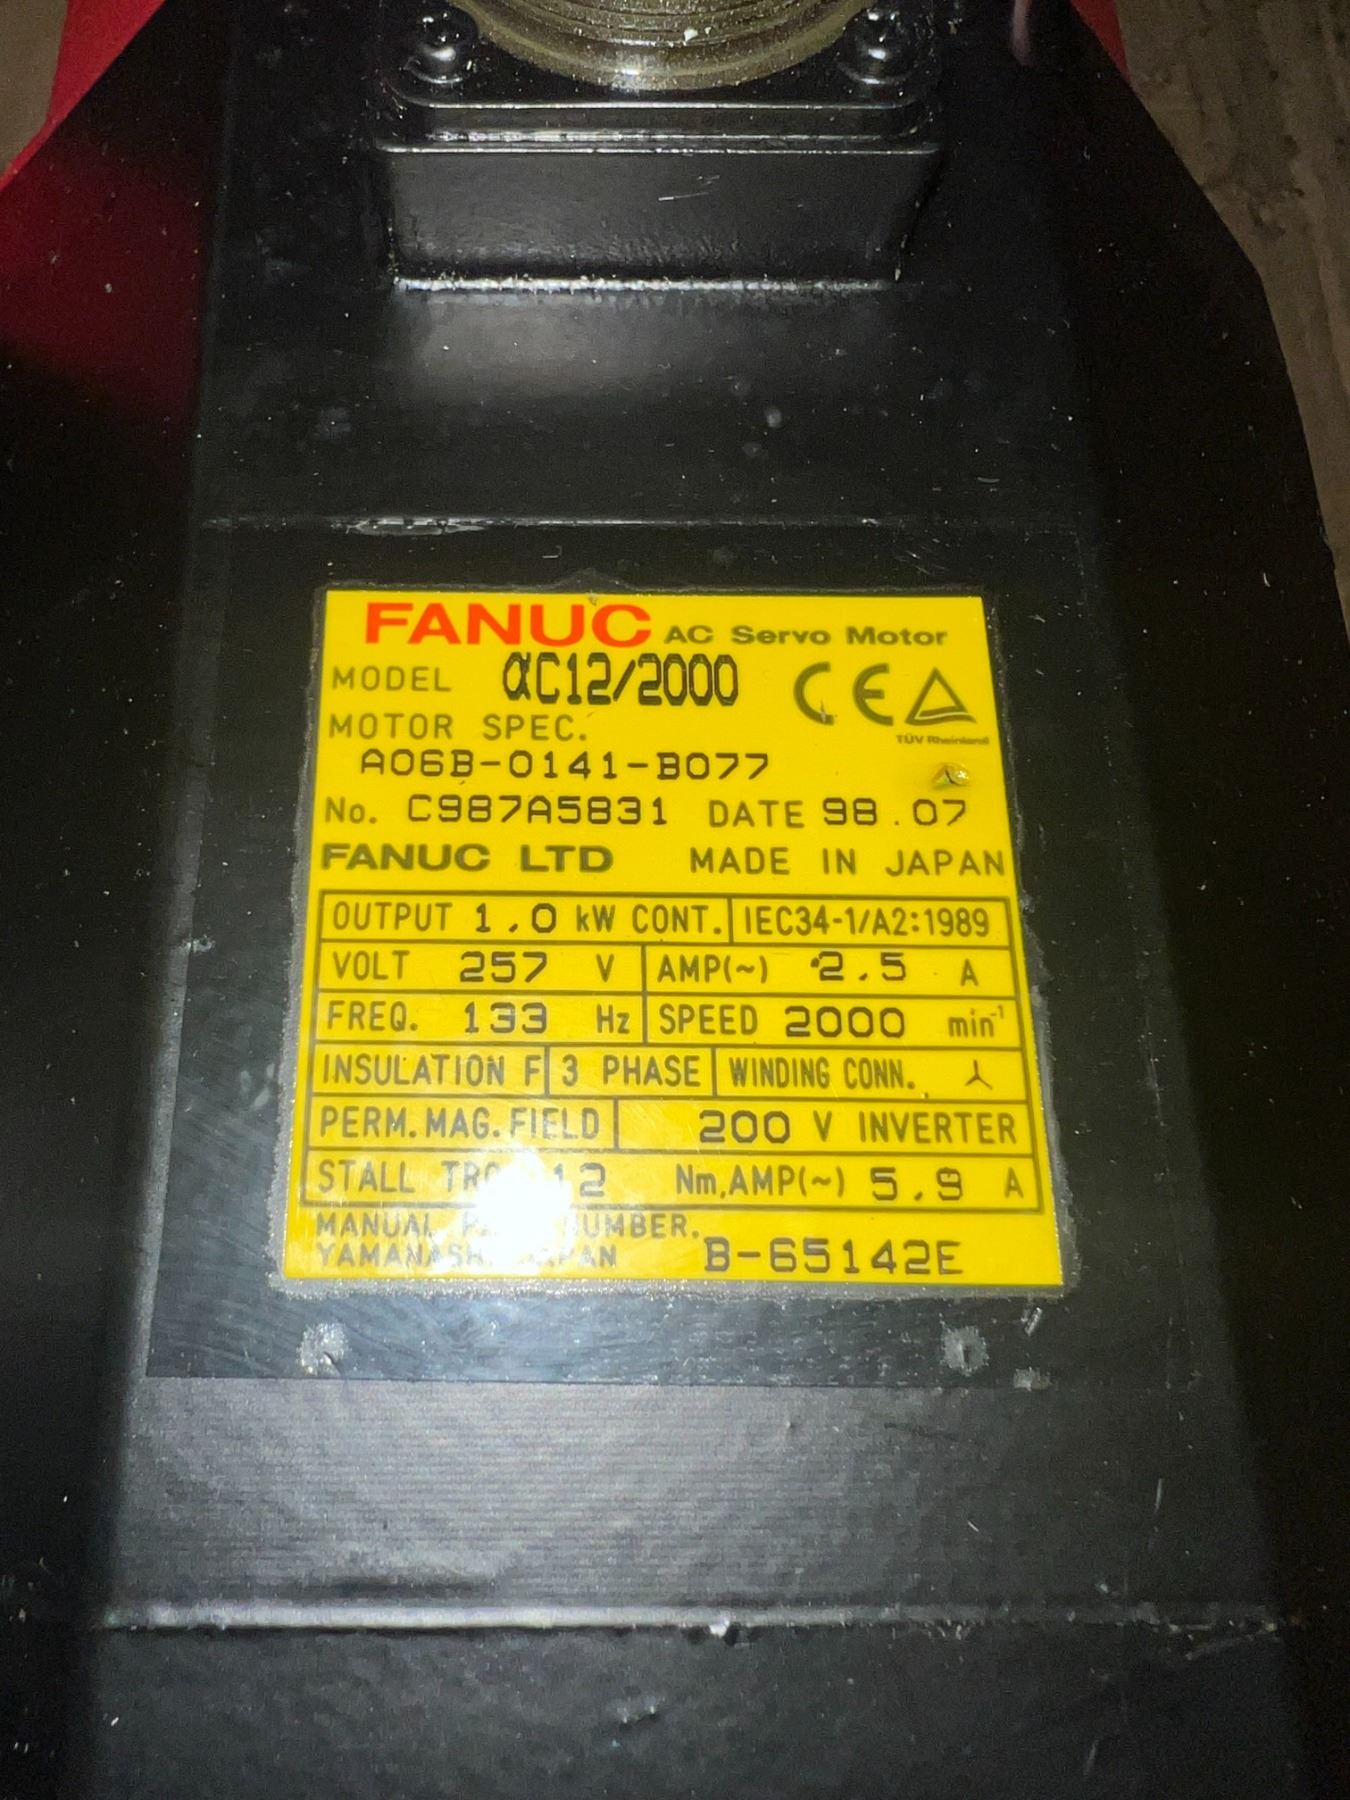 FANUC AC Servo Motor
MODEL αC12/2000 CE
TÜV Rheinland
MOTOR SPEC.
A06B-0141-B077
No. C987A5831 DATE 98.07
FANUC LTD MADE IN JAPAN
OUTPUT 1.0 kW CONT. IEC34-1/A2:1989
VOLT 257 V AMP(~) 2.5 A
FREQ. 133 Hz SPEED 2000 min-1
INSULATION F 3 PHASE WINDING CONN.
PERM.MAG.FIELD 200 V INVERTER
STALL 12 Nm,AMP(~) 5.9 A
MANUAL NUMBER.
YAMANASHI JAPAN B-65142E